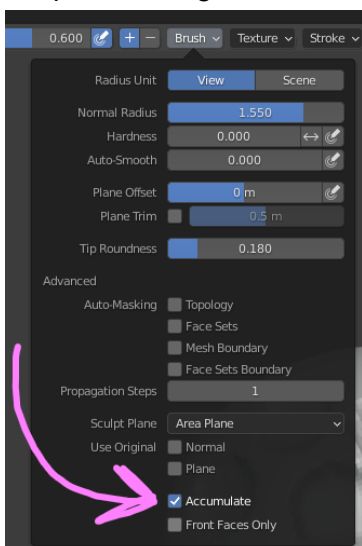 0.600 + − Brush Texture Stroke
Radius Unit View Scene
Normal Radius 1.550
Hardness 0.000
Auto-Smooth 0.000
Plane Offset 0 m
Plane Trim 0.5 m
Tip Roundness 0.180
Advanced
Auto-Masking Topology
Face Sets
Mesh Boundary
Face Sets Boundary
Propagation Steps 1
Sculpt Plane Area Plane
Use Original Normal
Plane
Accumulate
Front Faces Only